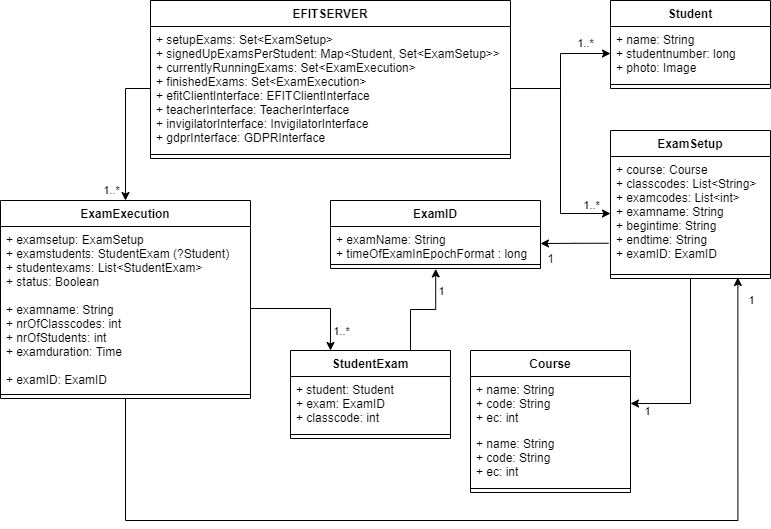 EFITSERVER
+ setupExams: Set<ExamSetup>
+ signedUpExamsPerStudent: Map<Student, Set<ExamSetup>>
+ currentlyRunningExams: Set<ExamExecution>
+ finishedExams: Set<ExamExecution>
+ efitClientInterface: EFITClientInterface
+ teacherInterface: TeacherInterface
+ invigilatorInterface: InvigilatorInterface
+ gdprInterface: GDPRInterface
Student
+ name: String
+ studentnumber: long
+ photo: Image
1..*
ExamSetup
+ course: Course
+ classcodes: List<String>
+ examcodes: List<int>
+ examname: String
+ begintime: String
+ endtime: String
+ examID: ExamID
1..*
1..*
ExamExecution
+ examsetup: ExamSetup
+ examstudents: StudentExam (?Student)
+ studentexams: List<StudentExam>
+ status: Boolean
+ examname: String
+ nrOfClasscodes: int
+ nrOfStudents: int
+ examduration: Time
+ examID: ExamID
ExamID
+ examName: String
+ timeOfExamInEpochFormat : long
1
1
1
1..*
StudentExam
+ student: Student
+ exam: ExamID
+ classcode: int
Course
+ name: String
+ code: String
+ ec: int
+ name: String
+ code: String
+ ec: int
1